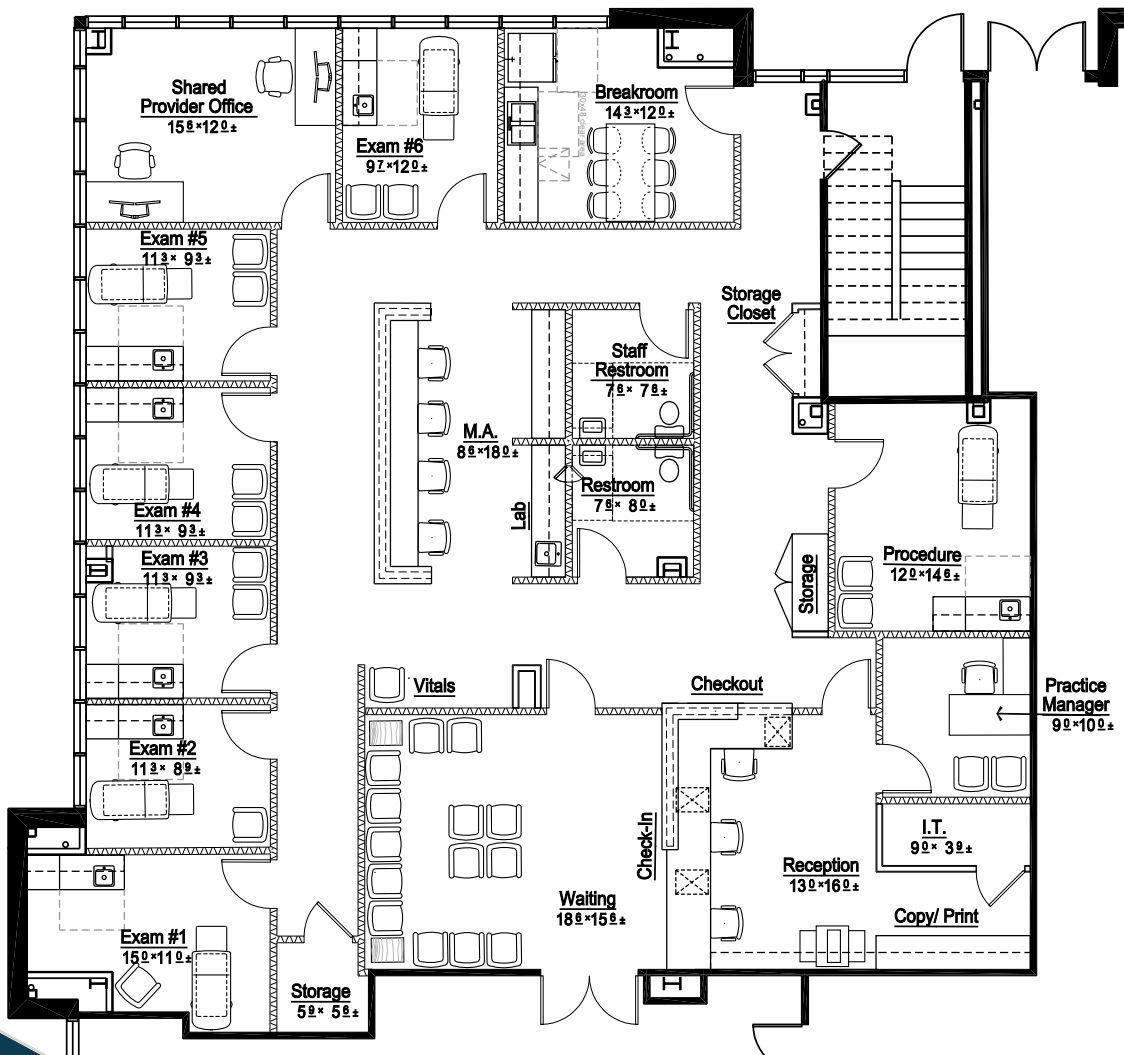 Shared
Provider Office
15 6 × 12 0 ±
Exam #6
9 7 × 12 0 ±
Breakroom
14 3 × 12 0 ±
30x48 clear area
Exam #5
11 3 × 9 3 ±
Storage
Closet
Staff
Restroom
7 6 × 7 6 ±
M.A.
8 6 × 18 0 ±
Restroom
7 6 × 8 0 ±
Lab
Exam #4
11 3 × 9 3 ±
Exam #3
11 3 × 9 3 ±
Procedure
12 0 × 14 6 ±
Storage
Vitals
Checkout
Practice
Manager
9 0 × 10 0 ±
Exam #2
11 3 × 8 9 ±
I.T.
9 0 × 3 9 ±
Check-In
Reception
13 0 × 16 0 ±
Waiting
18 6 × 15 6 ±
Copy/ Print
Exam #1
15 0 × 11 0 ±
Storage
5 9 × 5 6 ±